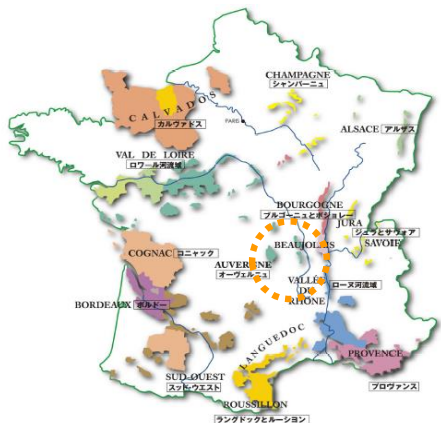 CHAMPAGNE
シャンパーニュ
CALVADOS
カルヴァドス
PARIS
ALSACE アルザス
VAL DE LOIRE
ロワール河流域
BOURGOGNE
ブルゴーニュとボジョレー
JURA
ジュラとサヴォア
SAVOIE
BEAUJOLAIS
COGNAC コニャック
AUVERGNE
オーヴェルニュ
VALLÉE
DU
RHÔNE
ローヌ河流域
BORDEAUX ボルドー
LANGUEDOC
PROVENCE
プロヴァンス
SUD-OUEST
スッド・ウエスト
ROUSSILLON
ラングドックとルーション